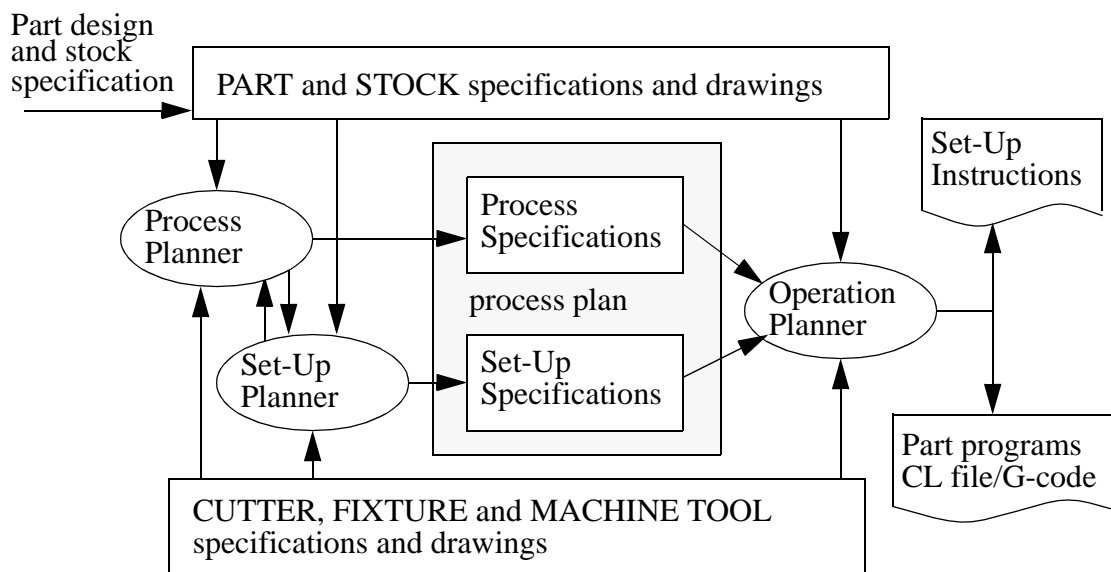 Part design
and stock
specification
PART and STOCK specifications and drawings
Set-Up
Instructions
Process
Planner
Process
Specifications
process plan
Operation
Planner
Set-Up
Planner
Set-Up
Specifications
Part programs
CL file/G-code
CUTTER, FIXTURE and MACHINE TOOL
specifications and drawings